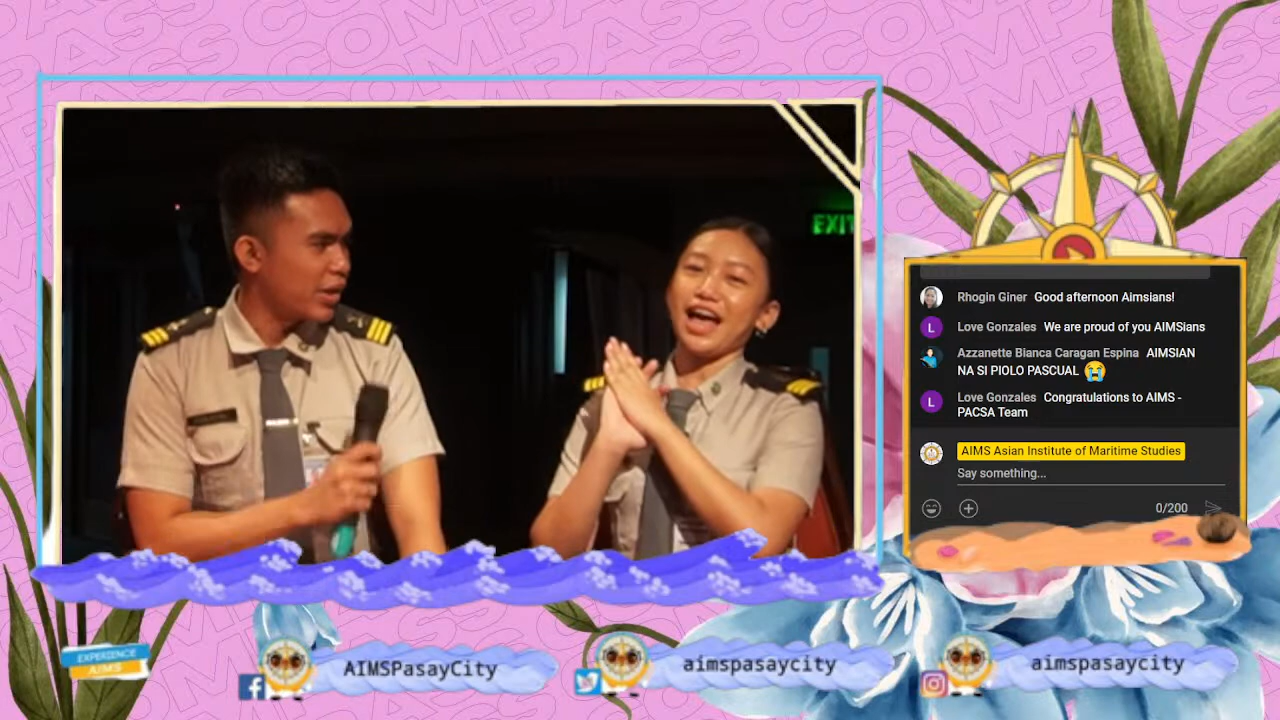 COMPASS
EXIT
Rhogin Giner Good afternoon Aimsians!
Love Gonzales We are proud of you AIMSians
Azzanette Bianca Caragan Espina AIMSIAN
NA SI PIOLO PASCUAL 😭
Love Gonzales Congratulations to AIMS -
PACSA Team
AIMS Asian Institute of Maritime Studies
Say something...
0/200
EXPERIENCE
AIMS
AIMSPasayCity
aimspasaycity
aimspasaycity